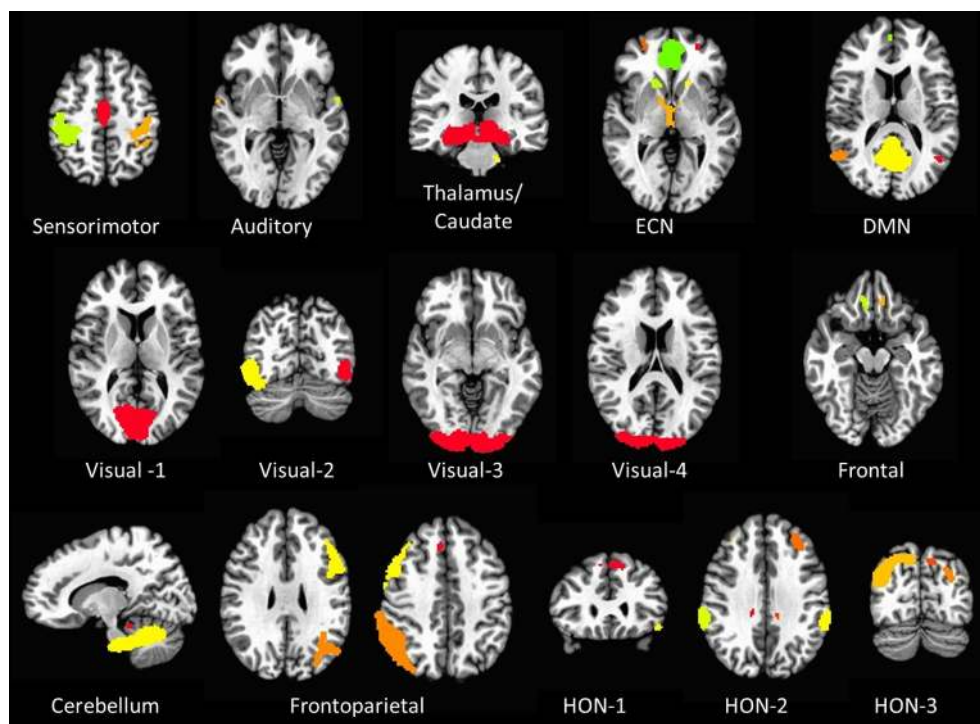 Sensorimotor
Auditory
Thalamus/
Caudate
ECN
DMN
Visual -1
Visual-2
Visual-3
Visual-4
Frontal
Cerebellum
Frontoparietal
HON-1
HON-2
HON-3